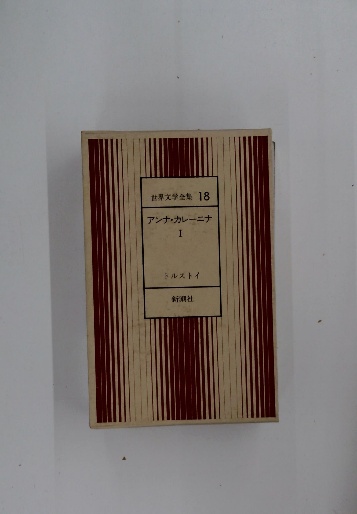 世界文学全集 18
アンナ・カレーニナ
I
トルストイ
新潮社